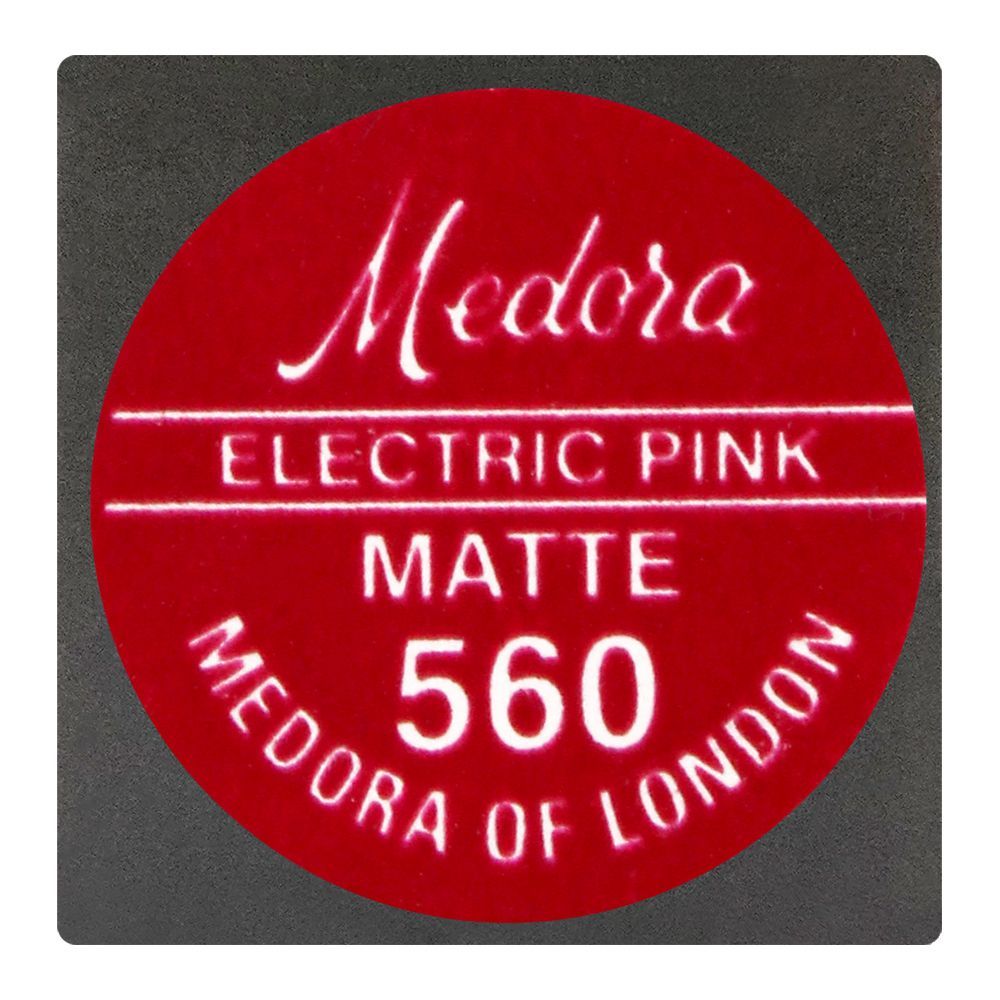 Medora
ELECTRIC PINK
MATTE
560
MEDORA OF LONDON